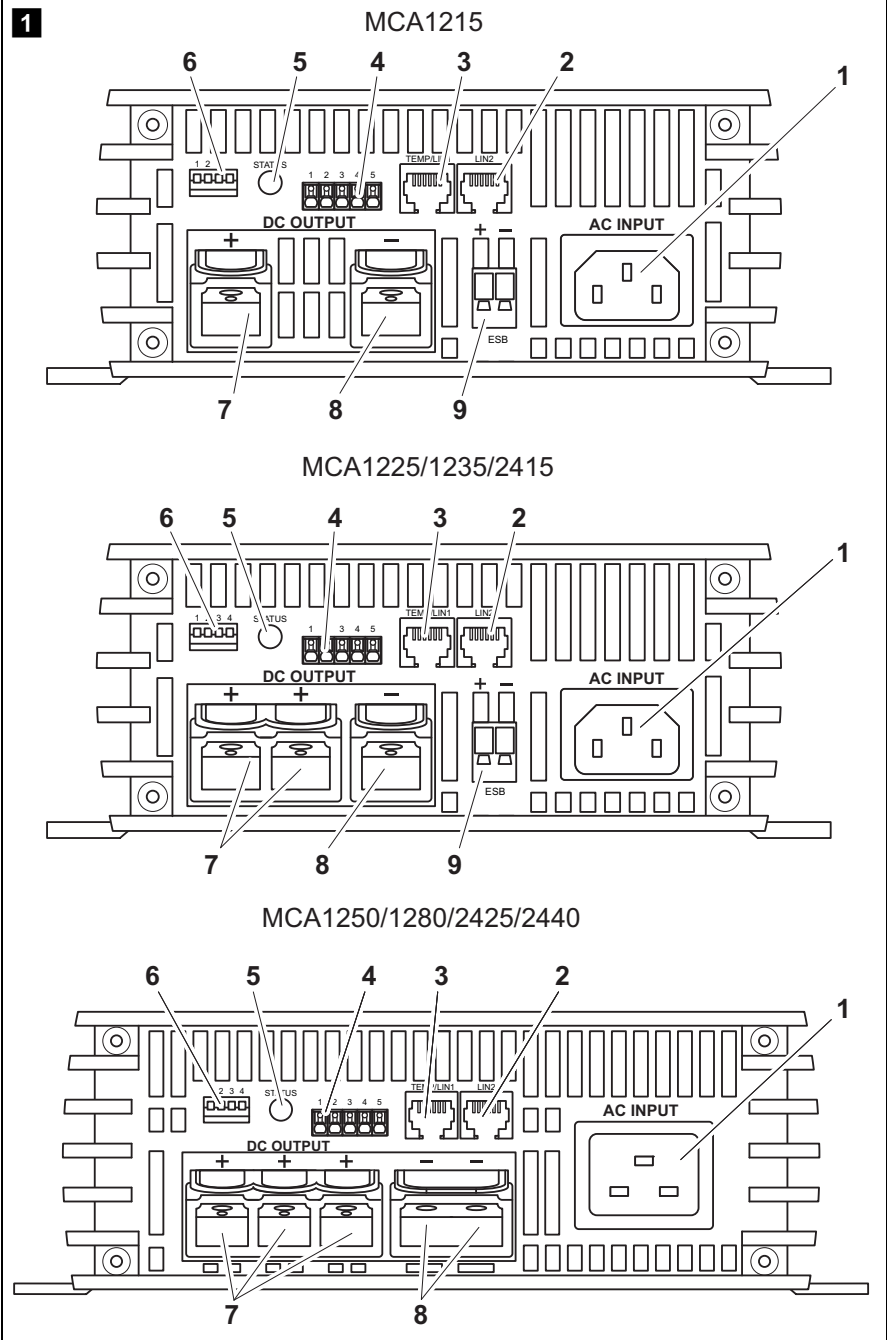 1
MCA1215
6 5 4 3 2 1
1 2
STATUS
1 2 3 4 5
TEMP/LIN1
LIN2
DC OUTPUT
+ −
+ −
AC INPUT
ESB
7 8 9
MCA1225/1235/2415
6 5 4 3 2 1
1 2 3 4
STATUS
1 3 4 5
TEMP/LIN1
LIN2
DC OUTPUT
+ + −
+ −
AC INPUT
ESB
7 8 9
MCA1250/1280/2425/2440
6 5 4 3 2 1
2 3 4
STATUS
1 2 3 4 5
TEMP/LIN1
LIN2
AC INPUT
DC OUTPUT
+ + + − −
7 8